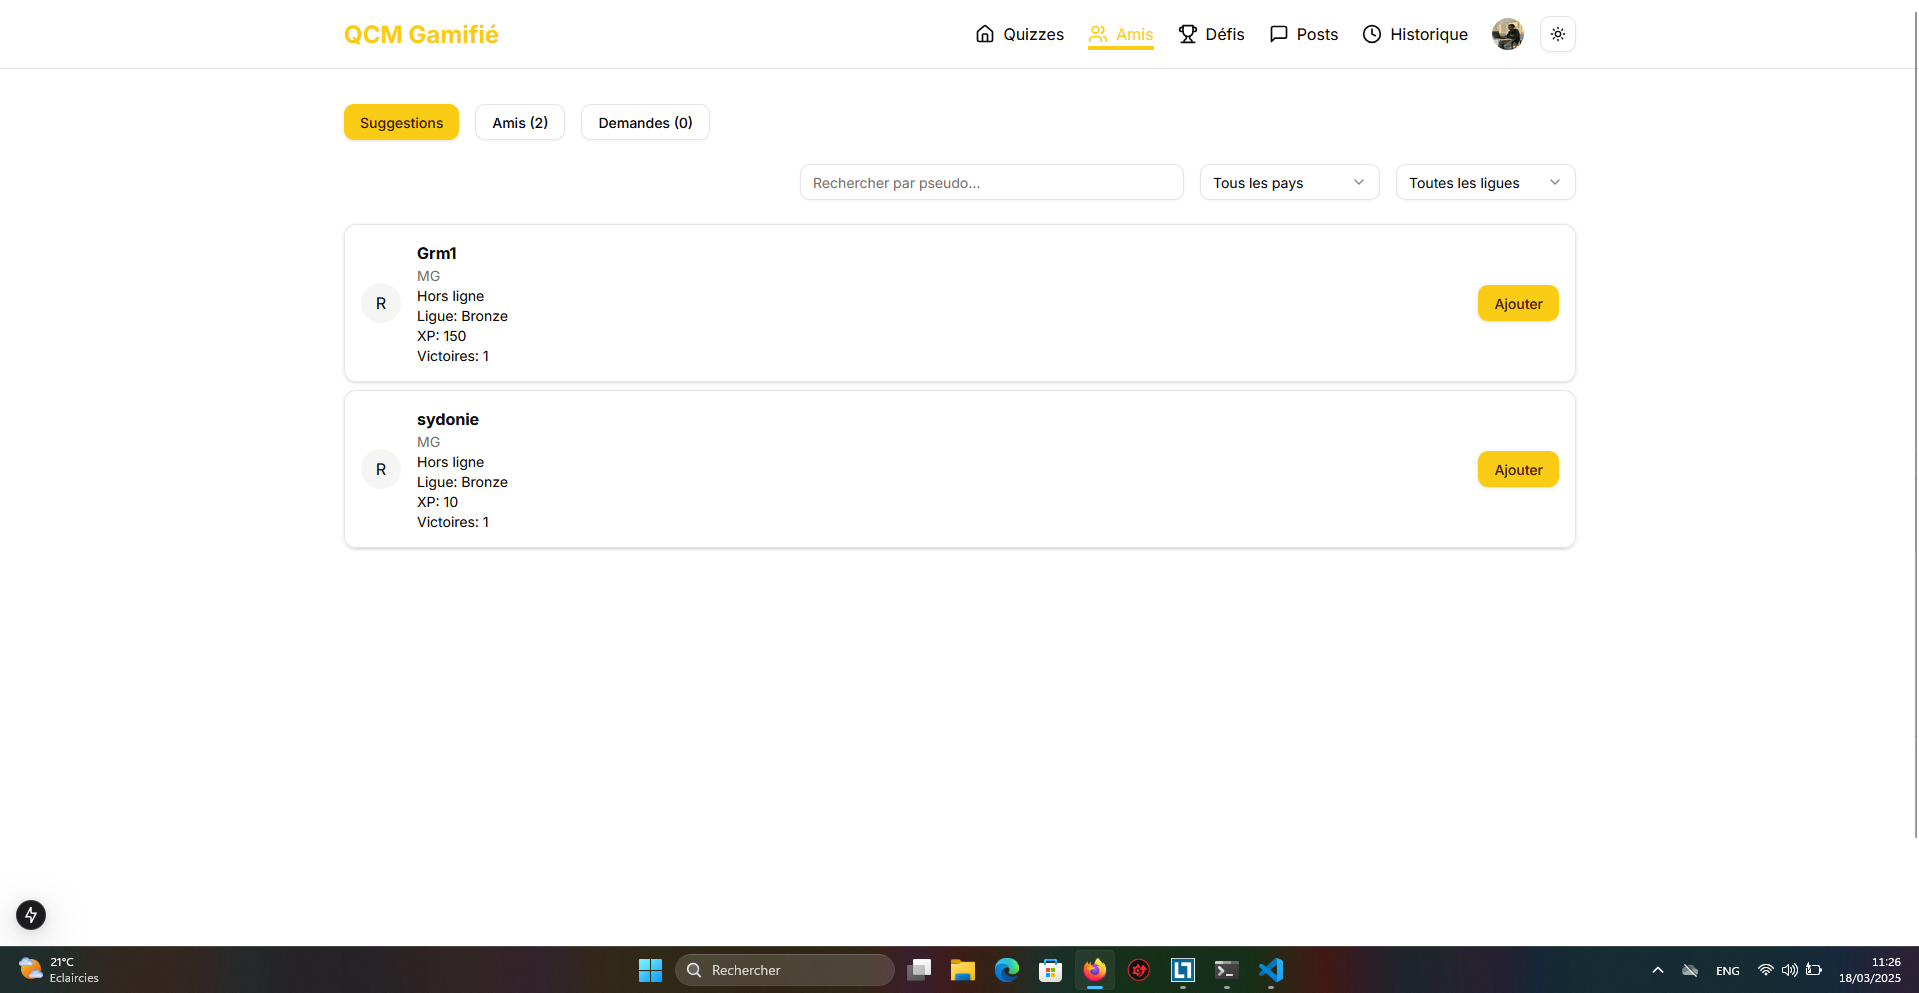 QCM Gamifié
Quizzes
Amis
Défis
Posts
Historique
Suggestions
Amis (2)
Demandes (0)
Rechercher par pseudo...
Tous les pays
Toutes les ligues
Grm1
MG
R
Hors ligne
Ligue: Bronze
XP: 150
Victoires: 1
Ajouter
sydonie
MG
R
Hors ligne
Ligue: Bronze
XP: 10
Victoires: 1
Ajouter
21°C
Eclaircies
Rechercher
ENG
11:26
18/03/2025